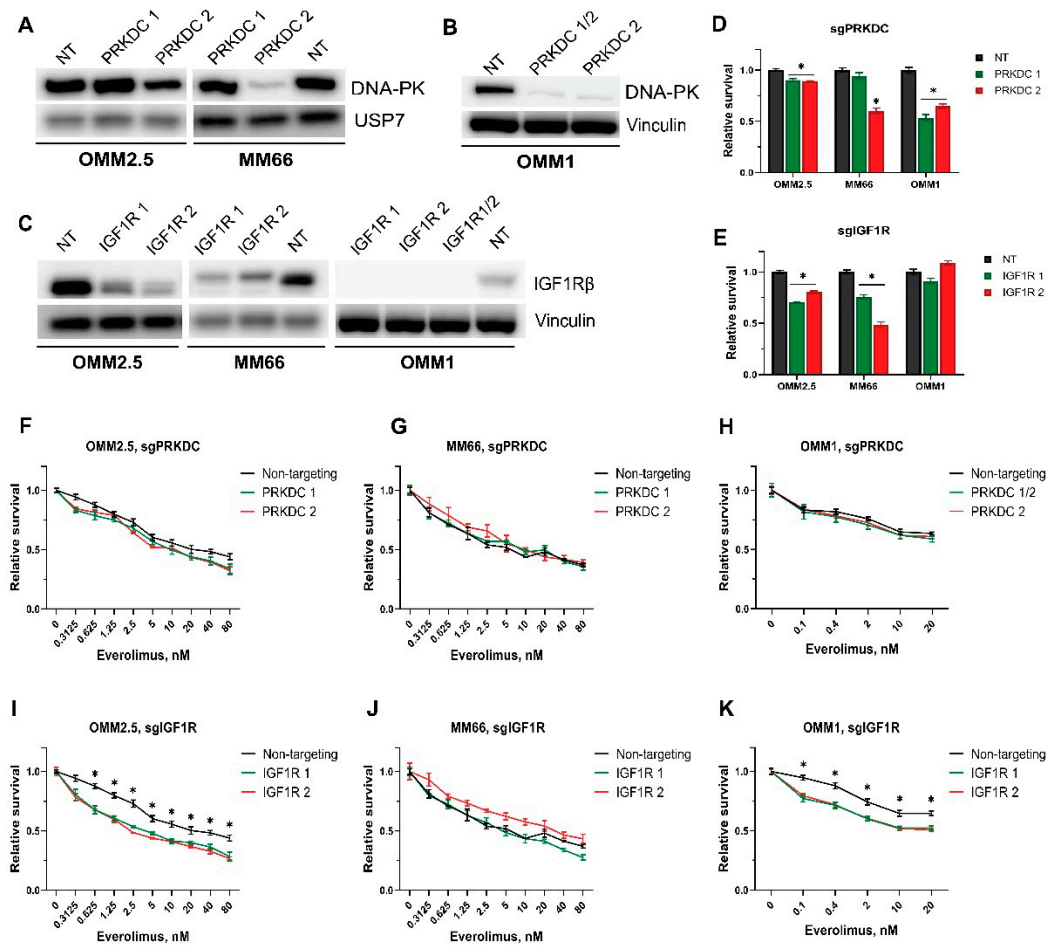 A
NT
PRKDC 1
PRKDC 2
PRKDC 1
PRKDC 2
NT
DNA-PK
USP7
OMM2.5
MM66
B
NT
PRKDC 1/2
PRKDC 2
DNA-PK
Vinculin
OMM1
C
NT
IGF1R 1
IGF1R 2
IGF1R 1
IGF1R 2
NT
IGF1R 1
IGF1R 2
IGF1R1/2
NT
IGF1Rβ
Vinculin
OMM2.5
MM66
OMM1
D
sgPRKDC
Relative survival
1.0
0.5
0.0
*
*
*
OMM2.5
MM66
OMM1
NT
PRKDC 1
PRKDC 2
E
sgIGF1R
Relative survival
1.0
0.5
0.0
*
*
OMM2.5
MM66
OMM1
NT
IGF1R 1
IGF1R 2
F
OMM2.5, sgPRKDC
Relative survival
1.0
0.5
0.0
0 0.3125 0.625 1.25 2.5 5 10 20 40 80
Everolimus, nM
Non-targeting
PRKDC 1
PRKDC 2
G
MM66, sgPRKDC
Relative survival
1.0
0.5
0.0
0 0.3125 0.625 1.25 2.5 5 10 20 40 80
Everolimus, nM
Non-targeting
PRKDC 1
PRKDC 2
H
OMM1, sgPRKDC
Relative survival
1.0
0.5
0.0
0 0.1 0.4 2 10 20
Everolimus, nM
Non-targeting
PRKDC 1/2
PRKDC 2
I
OMM2.5, sgIGF1R
Relative survival
1.0
0.5
0.0
* * * * * * * *
0 0.3125 0.625 1.25 2.5 5 10 20 40 80
Everolimus, nM
Non-targeting
IGF1R 1
IGF1R 2
J
MM66, sgIGF1R
Relative survival
1.0
0.5
0.0
0 0.3125 0.625 1.25 2.5 5 10 20 40 80
Everolimus, nM
Non-targeting
IGF1R 1
IGF1R 2
K
OMM1, sgIGF1R
Relative survival
1.0
0.5
0.0
* * * * *
0 0.1 0.4 2 10 20
Everolimus, nM
Non-targeting
IGF1R 1
IGF1R 2